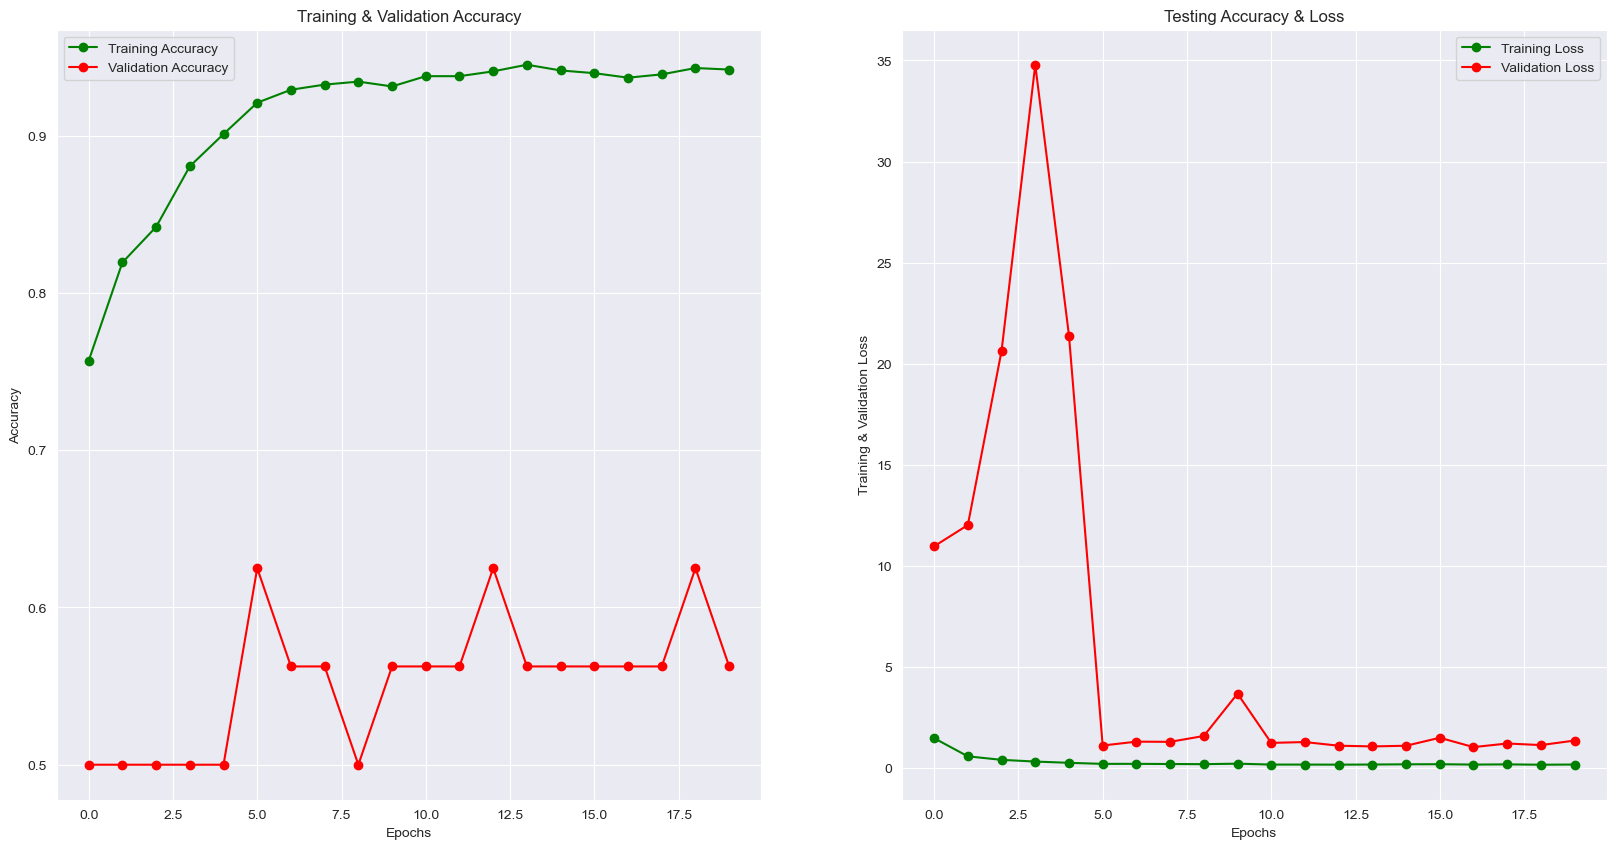 Training & Validation Accuracy
Training Accuracy
Validation Accuracy
0.9
0.8
0.7
0.6
0.5
Accuracy
0.0 2.5 5.0 7.5 10.0 12.5 15.0 17.5
Epochs
Testing Accuracy & Loss
Training Loss
Validation Loss
35
30
25
20
15
10
5
0
Training & Validation Loss
0.0 2.5 5.0 7.5 10.0 12.5 15.0 17.5
Epochs